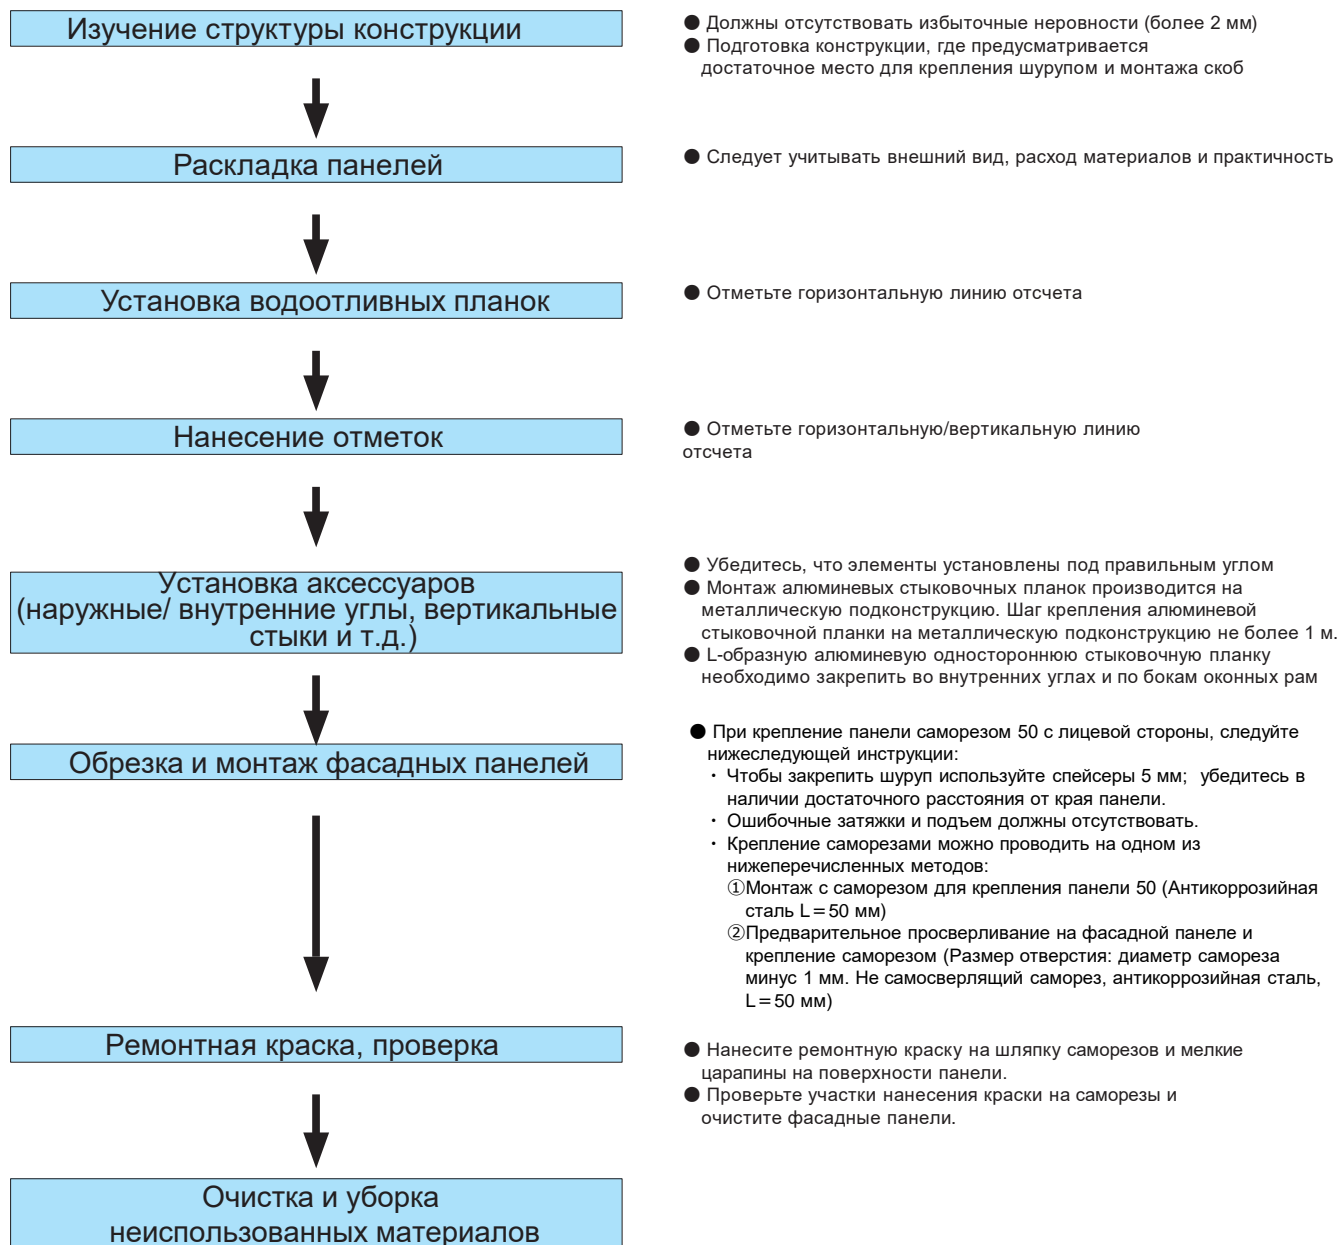 Изучение структуры конструкции
● Должны отсутствовать избыточные неровности (более 2 мм)
● Подготовка конструкции, где предусматривается
достаточное место для крепления шурупом и монтажа скоб
Раскладка панелей
● Следует учитывать внешний вид, расход материалов и практичность
Установка водоотливных планок
● Отметьте горизонтальную линию отсчета
Нанесение отметок
● Отметьте горизонтальную/вертикальную линию
отсчета
Установка аксессуаров
(наружные/ внутренние углы, вертикальные
стыки и т.д.)
● Убедитесь, что элементы установлены под правильным углом
● Монтаж алюминевых стыковочных планок производится на
металлическую подконструкцию. Шаг крепления алюминевой
стыковочной планки на металлическую подконструкцию не более 1 м.
● L-образную алюминевую одностороннюю стыковочную планку
необходимо закрепить во внутренних углах и по бокам оконных рам
Обрезка и монтаж фасадных панелей
● При крепление панели саморезом 50 с лицевой стороны, следуйте
нижеследующей инструкции:
・ Чтобы закрепить шуруп используйте спейсеры 5 мм; убедитесь в
наличии достаточного расстояния от края панели.
・ Ошибочные затяжки и подъем должны отсутствовать.
・ Крепление саморезами можно проводить на одном из
нижеперечисленных методов:
①Монтаж с саморезом для крепления панели 50 (Антикоррозийная
сталь L＝50 мм)
②Предварительное просверливание на фасадной панеле и
крепление саморезом (Размер отверстия: диаметр самореза
минус 1 мм. Не самосверлящий саморез, антикоррозийная сталь,
L＝50 мм)
Ремонтная краска, проверка
● Нанесите ремонтную краску на шляпку саморезов и мелкие
царапины на поверхности панели.
● Проверьте участки нанесения краски на саморезы и
очистите фасадные панели.
Очистка и уборка
неиспользованных материалов